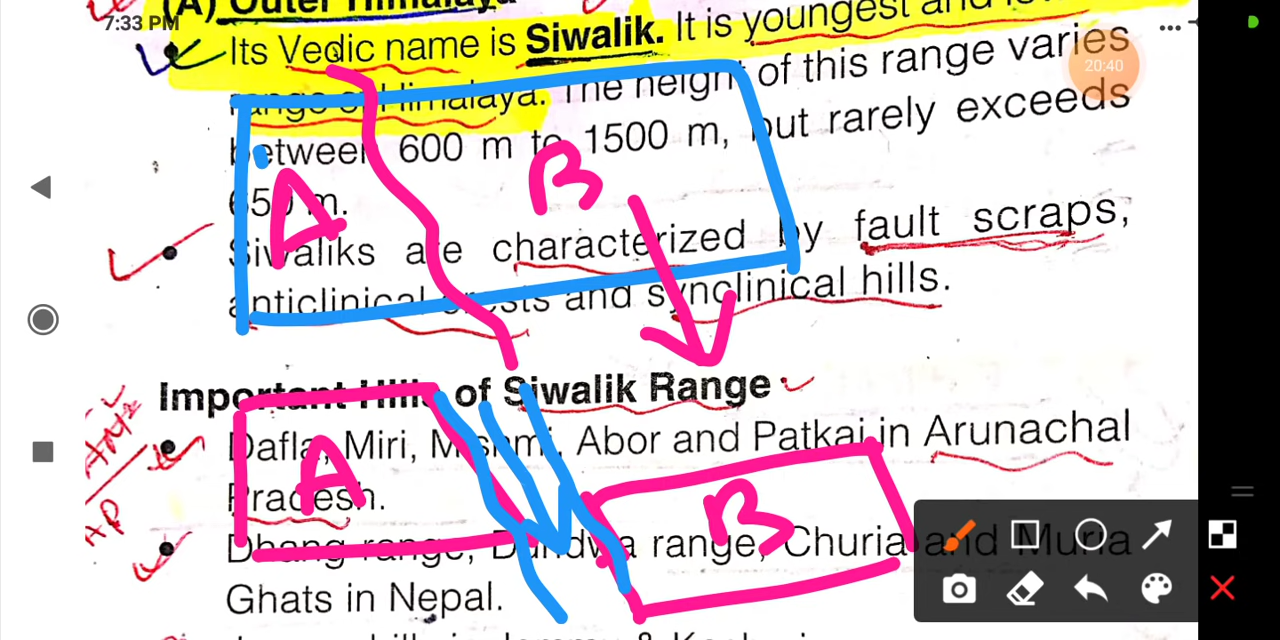 (A) Outer Himalaya
7:33 PM
Its Vedic name is Siwalik. It is youngest and
20:40
range of Himalaya. The height of this range varies
between 600 m to 1500 m, but rarely exceeds
650 m.
A
B
Siwaliks are characterized by fault scraps,
anticlinical crests and synclinical hills.
Important Hills of Siwalik Range
Dafla, Miri, Mishmi, Abor and Patkai in Arunachal
Pradesh.
A
B
AP
Dhang range, Dundwa range, Churia and Muria
Ghats in Nepal.